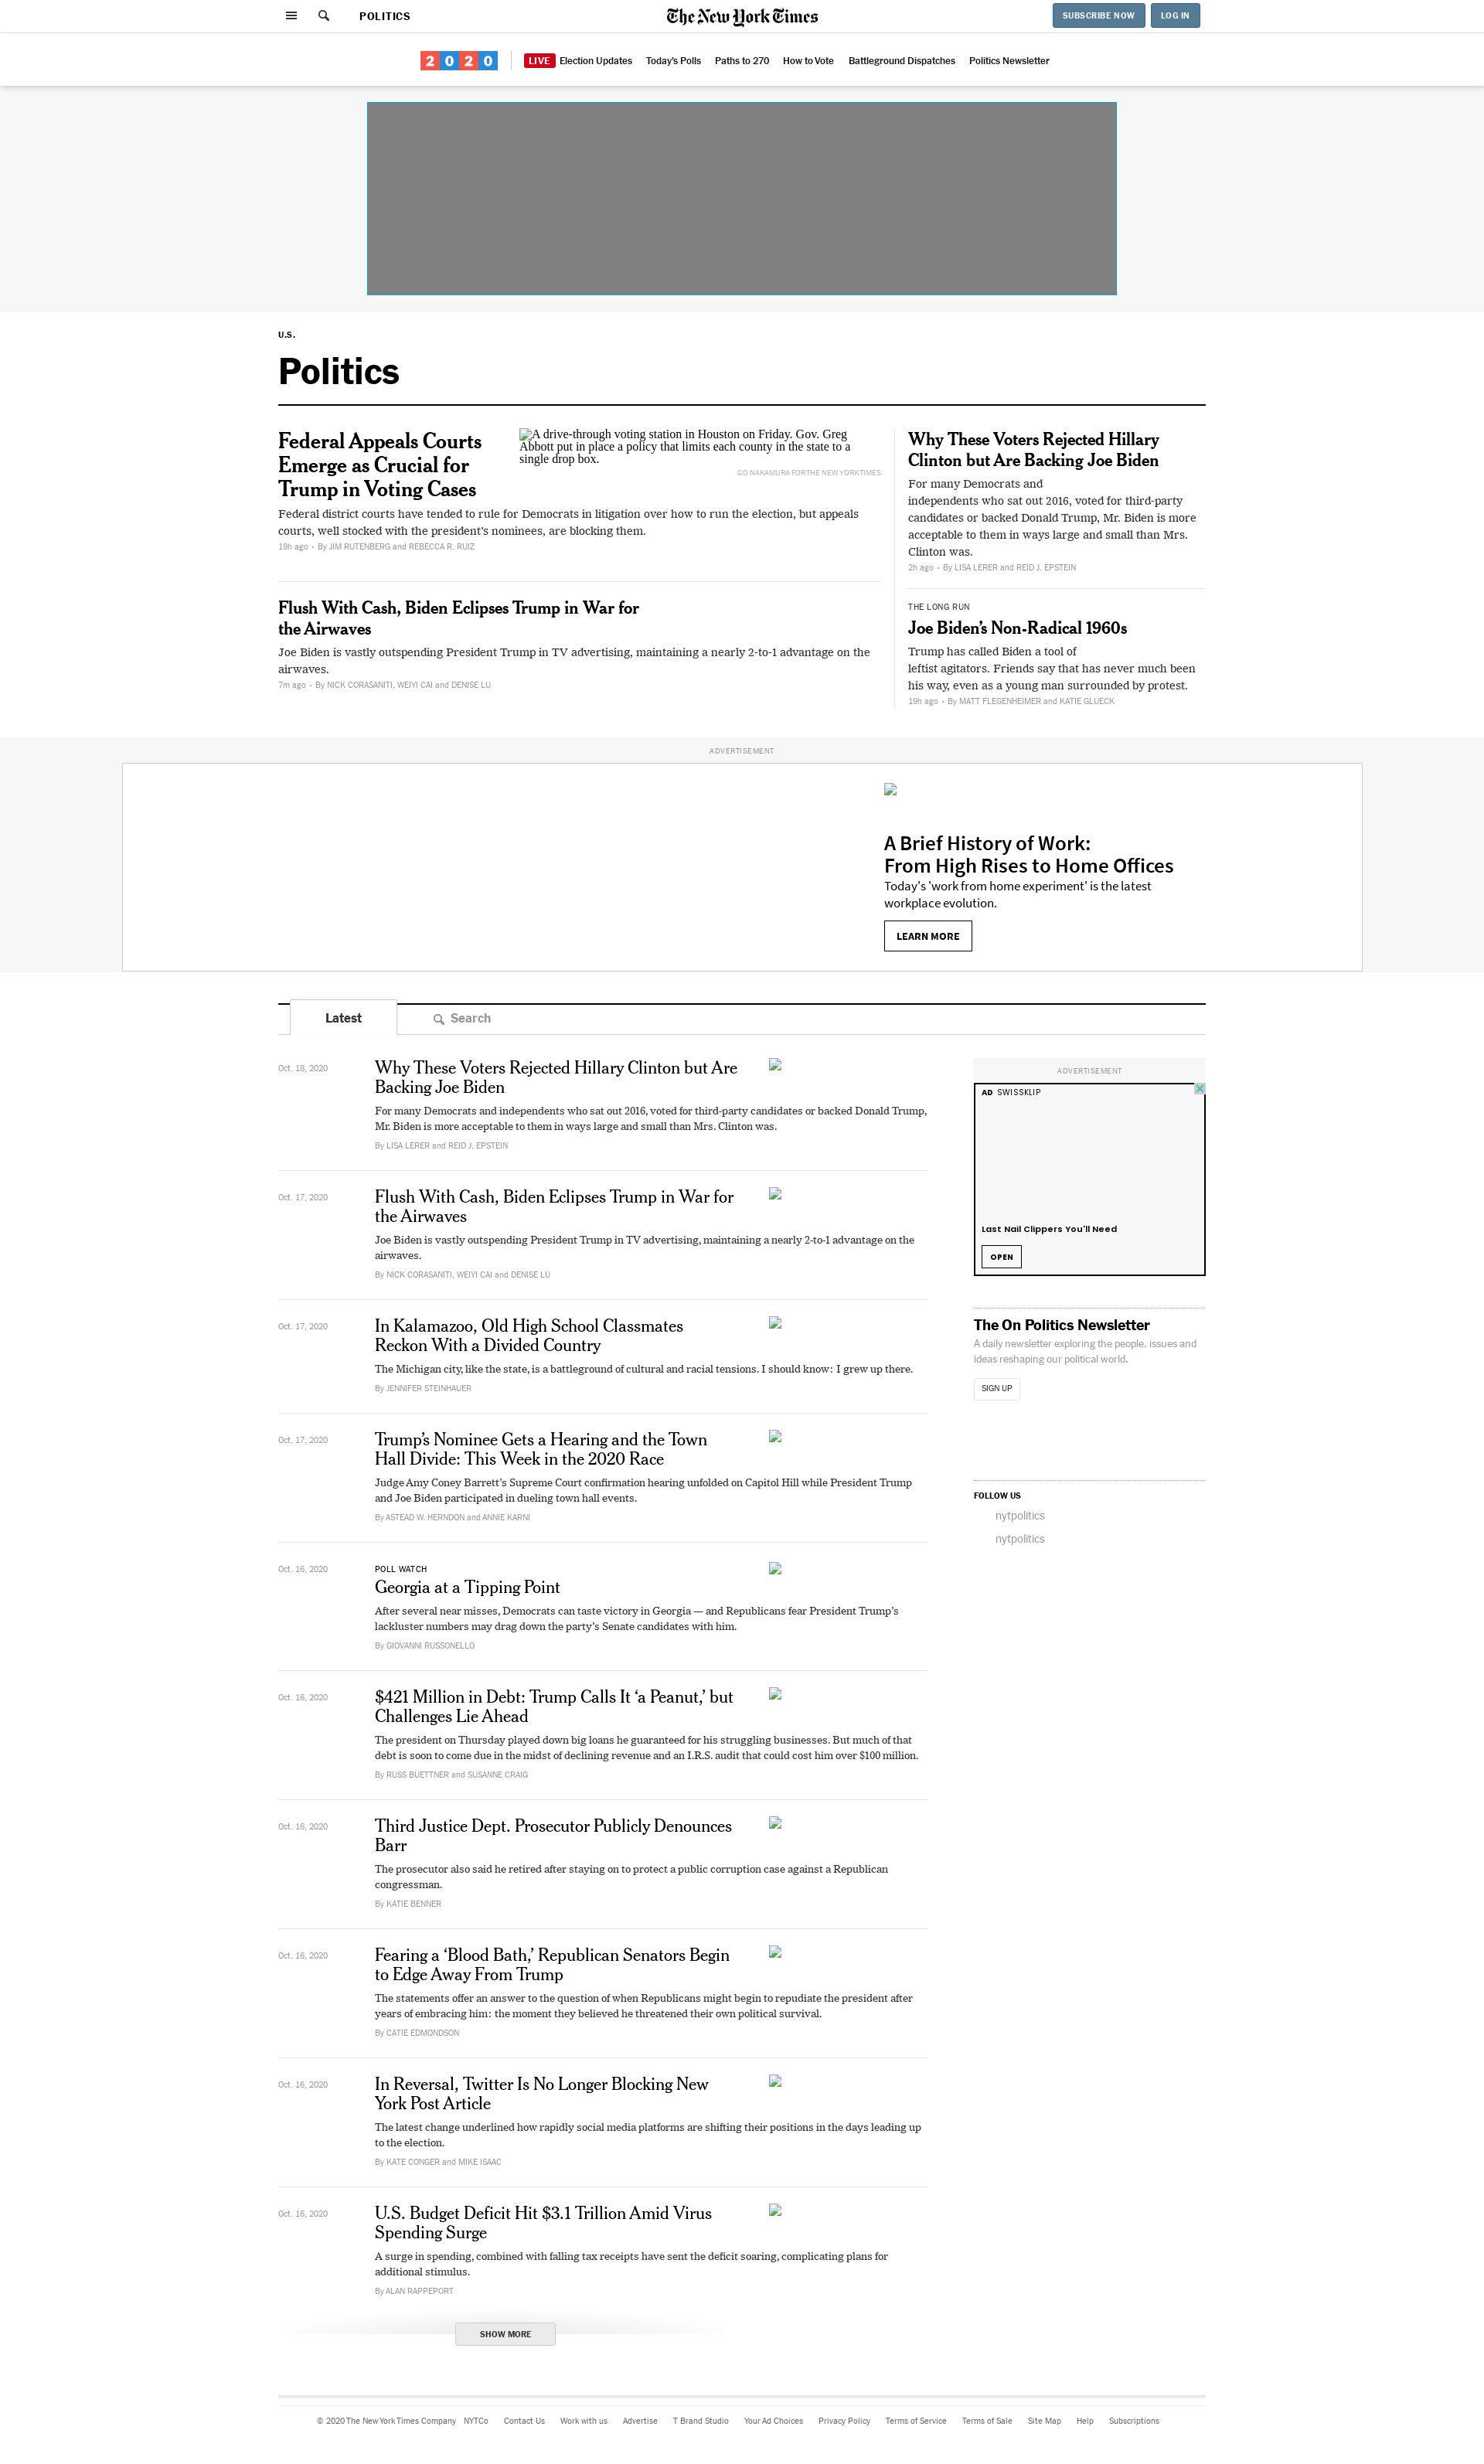 POLITICS
The New York Times
SUBSCRIBE NOW
LOG IN
2020
LIVE Election Updates
Today's Polls
Paths to 270
How to Vote
Battleground Dispatches
Politics Newsletter
U.S.
Politics
Federal Appeals Courts
Emerge as Crucial for
Trump in Voting Cases
A drive-through voting station in Houston on Friday. Gov. Greg
Abbott put in place a policy that limits each county in the state to a
single drop box.
GO NAKAMURA FOR THE NEW YORK TIMES
Federal district courts have tended to rule for Democrats in litigation over how to run the election, but appeals
courts, well stocked with the president's nominees, are blocking them.
19h ago • By JIM RUTENBERG and REBECCA R. RUIZ
Flush With Cash, Biden Eclipses Trump in War for
the Airwaves
Joe Biden is vastly outspending President Trump in TV advertising, maintaining a nearly 2-to-1 advantage on the
airwaves.
7m ago • By NICK CORASANITI, WEIYI CAI and DENISE LU
Why These Voters Rejected Hillary
Clinton but Are Backing Joe Biden
For many Democrats and
independents who sat out 2016, voted for third-party
candidates or backed Donald Trump, Mr. Biden is more
acceptable to them in ways large and small than Mrs.
Clinton was.
2h ago • By LISA LERER and REID J. EPSTEIN
THE LONG RUN
Joe Biden's Non-Radical 1960s
Trump has called Biden a tool of
leftist agitators. Friends say that has never much been
his way, even as a young man surrounded by protest.
19h ago • By MATT FLEGENHEIMER and KATIE GLUECK
ADVERTISEMENT
A Brief History of Work:
From High Rises to Home Offices
Today's 'work from home experiment' is the latest
workplace evolution.
LEARN MORE
Latest
Search
Oct. 18, 2020
Why These Voters Rejected Hillary Clinton but Are
Backing Joe Biden
For many Democrats and independents who sat out 2016, voted for third-party candidates or backed Donald Trump,
Mr. Biden is more acceptable to them in ways large and small than Mrs. Clinton was.
By LISA LERER and REID J. EPSTEIN
Oct. 17, 2020
Flush With Cash, Biden Eclipses Trump in War for
the Airwaves
Joe Biden is vastly outspending President Trump in TV advertising, maintaining a nearly 2-to-1 advantage on the
airwaves.
By NICK CORASANITI, WEIYI CAI and DENISE LU
Oct. 17, 2020
In Kalamazoo, Old High School Classmates
Reckon With a Divided Country
The Michigan city, like the state, is a battleground of cultural and racial tensions. I should know: I grew up there.
By JENNIFER STEINHAUER
Oct. 17, 2020
Trump's Nominee Gets a Hearing and the Town
Hall Divide: This Week in the 2020 Race
Judge Amy Coney Barrett's Supreme Court confirmation hearing unfolded on Capitol Hill while President Trump
and Joe Biden participated in dueling town hall events.
By ASTEAD W. HERNDON and ANNIE KARNI
Oct. 16, 2020
POLL WATCH
Georgia at a Tipping Point
After several near misses, Democrats can taste victory in Georgia — and Republicans fear President Trump's
lackluster numbers may drag down the party's Senate candidates with him.
By GIOVANNI RUSSONELLO
Oct. 16, 2020
$421 Million in Debt: Trump Calls It 'a Peanut,' but
Challenges Lie Ahead
The president on Thursday played down big loans he guaranteed for his struggling businesses. But much of that
debt is soon to come due in the midst of declining revenue and an I.R.S. audit that could cost him over $100 million.
By RUSS BUETTNER and SUSANNE CRAIG
Oct. 16, 2020
Third Justice Dept. Prosecutor Publicly Denounces
Barr
The prosecutor also said he retired after staying on to protect a public corruption case against a Republican
congressman.
By KATIE BENNER
Oct. 16, 2020
Fearing a 'Blood Bath,' Republican Senators Begin
to Edge Away From Trump
The statements offer an answer to the question of when Republicans might begin to repudiate the president after
years of embracing him: the moment they believed he threatened their own political survival.
By CATIE EDMONDSON
Oct. 16, 2020
In Reversal, Twitter Is No Longer Blocking New
York Post Article
The latest change underlined how rapidly social media platforms are shifting their positions in the days leading up
to the election.
By KATE CONGER and MIKE ISAAC
Oct. 16, 2020
U.S. Budget Deficit Hit $3.1 Trillion Amid Virus
Spending Surge
A surge in spending, combined with falling tax receipts have sent the deficit soaring, complicating plans for
additional stimulus.
By ALAN RAPPEPORT
SHOW MORE
ADVERTISEMENT
AD SWISSKLIP
Last Nail Clippers You'll Need
OPEN
The On Politics Newsletter
A daily newsletter exploring the people, issues and
ideas reshaping our political world.
SIGN UP
FOLLOW US
nytpolitics
nytpolitics
© 2020 The New York Times Company
NYTCo
Contact Us
Work with us
Advertise
T Brand Studio
Your Ad Choices
Privacy Policy
Terms of Service
Terms of Sale
Site Map
Help
Subscriptions